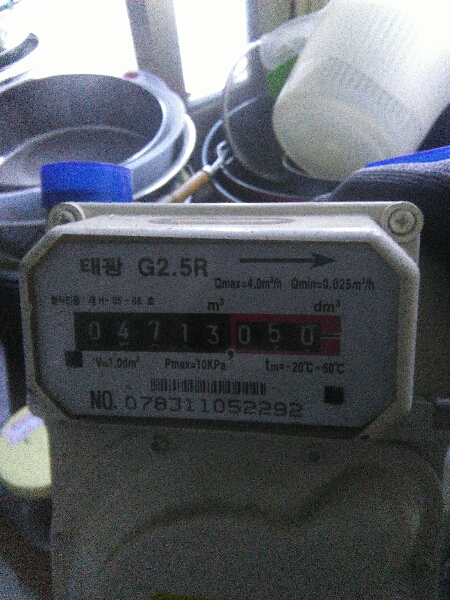 태광 G2.5R
Qmax=4.0m³/h Qmin=0.025m³/h
m³ dm³
04713050
V=1.0dm³ Pmax=10KPa tm=-20°C~60°C
NO. 078311052292